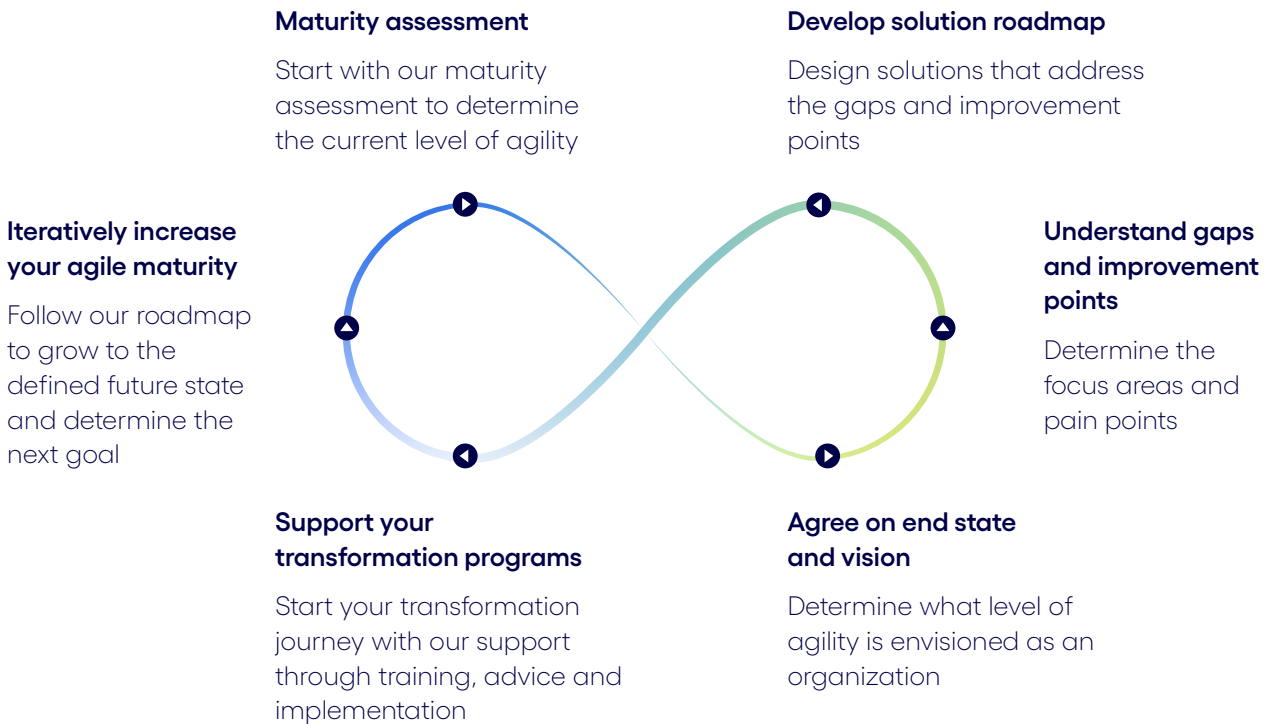 Maturity assessment
Start with our maturity
assessment to determine
the current level of agility
Develop solution roadmap
Design solutions that address
the gaps and improvement
points
Iteratively increase
your agile maturity
Follow our roadmap
to grow to the
defined future state
and determine the
next goal
Understand gaps
and improvement
points
Determine the
focus areas and
pain points
Support your
transformation programs
Start your transformation
journey with our support
through training, advice and
implementation
Agree on end state
and vision
Determine what level of
agility is envisioned as an
organization